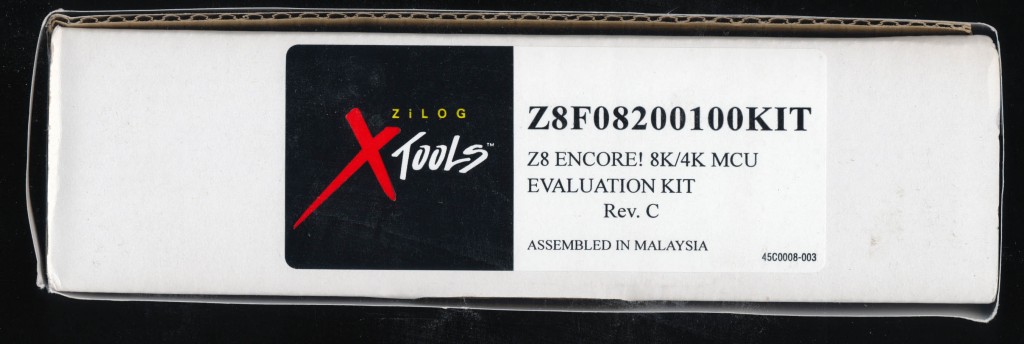 ZiLOG
XTOOLS™
Z8F08200100KIT
Z8 ENCORE! 8K/4K MCU
EVALUATION KIT
Rev. C
ASSEMBLED IN MALAYSIA
45C0008-003